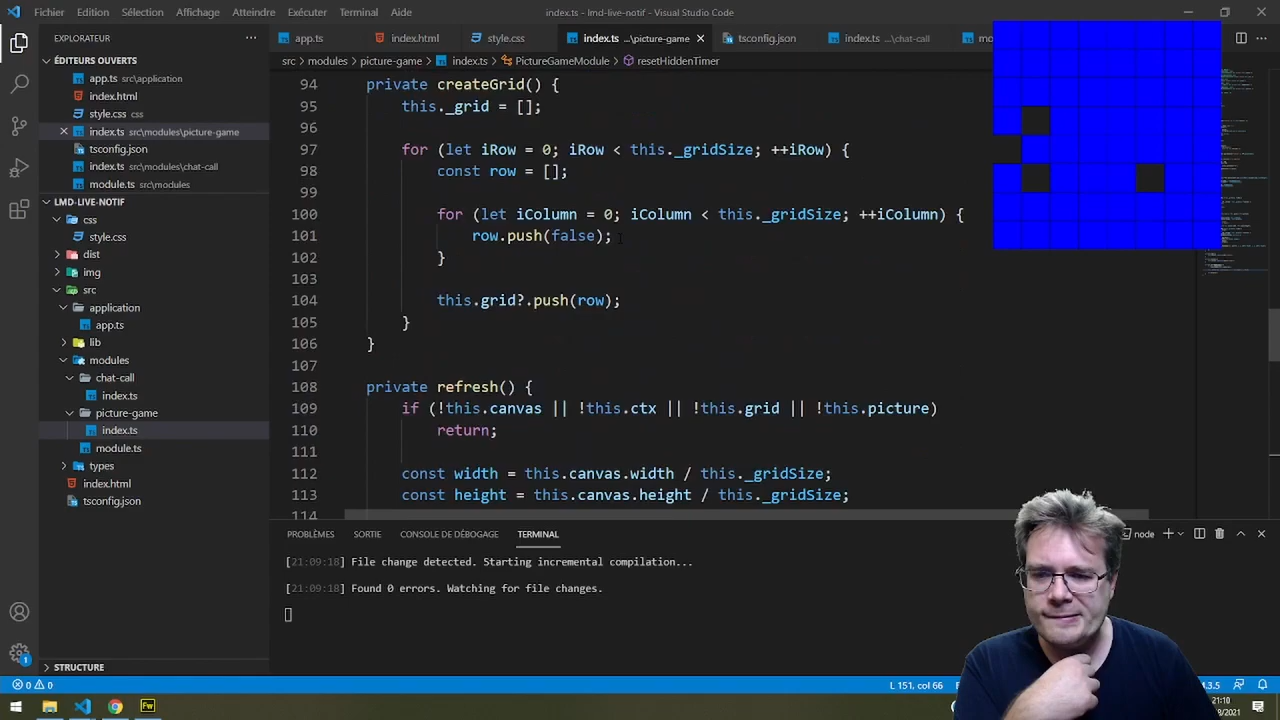 Fichier Edition Sélection Affichage Atteindre Exécuter Terminal Aide index.ts - lmd-live-notif - Visual Studio Code
EXPLORATEUR
app.ts index.html style.css index.ts ...\picture-game tsconfig.json index.ts ...\chat-call
src > modules > picture-game > index.ts > PictureGameModule > resetHiddenTimer
ÉDITEURS OUVERTS
app.ts src\application
index.html
style.css css
index.ts src\modules\picture-game
tsconfig.json
index.ts src\modules\chat-call
module.ts src\modules
LMD-LIVE-NOTIF
css
style.css
dist
img
src
application
app.ts
lib
modules
chat-call
index.ts
picture-game
index.ts
module.ts
types
index.html
tsconfig.json
STRUCTURE
94 private createGrid() {
95 this._grid = [];
96
97 for (let iRow = 0; iRow < this._gridSize; ++iRow) {
98 const row = [];
99
100 for (let iColumn = 0; iColumn < this._gridSize; ++iColumn) {
101 row.push(false);
102 }
103
104 this.grid?.push(row);
105 }
106 }
107
108 private refresh() {
109 if (!this.canvas || !this.ctx || !this.grid || !this.picture)
110 return;
111
112 const width = this.canvas.width / this._gridSize;
113 const height = this.canvas.height / this._gridSize;
114
PROBLÈMES SORTIE CONSOLE DE DÉBOGAGE TERMINAL node
[21:09:18] File change detected. Starting incremental compilation...
[21:09:18] Found 0 errors. Watching for file changes.
0 0 L 151, col 66
21:10